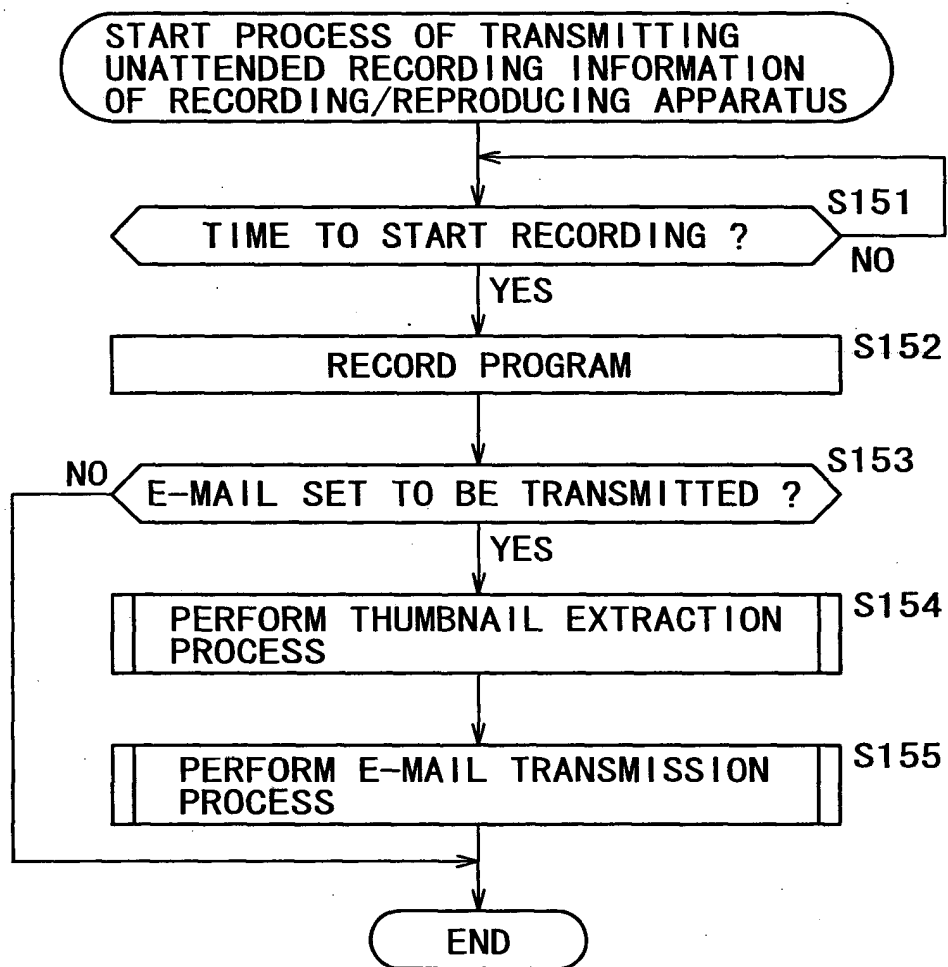 START PROCESS OF TRANSMITTING
UNATTENDED RECORDING INFORMATION
OF RECORDING/REPRODUCING APPARATUS
S151
TIME TO START RECORDING ?
NO
YES
S152
RECORD PROGRAM
S153
NO
E-MAIL SET TO BE TRANSMITTED ?
YES
S154
PERFORM THUMBNAIL EXTRACTION
PROCESS
S155
PERFORM E-MAIL TRANSMISSION
PROCESS
END